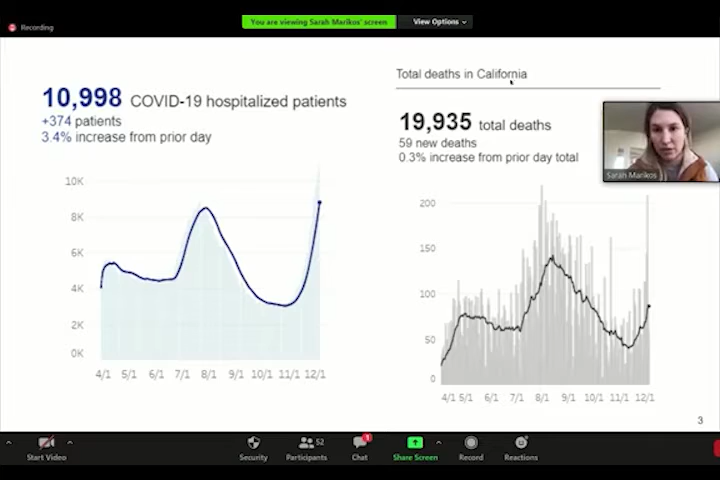 Recording
You are viewing Sarah Marikos' screen
View Options
10,998 COVID-19 hospitalized patients
+374 patients
3.4% increase from prior day
10K
8K
6K
4K
2K
0K
4/1 5/1 6/1 7/1 8/1 9/1 10/1 11/1 12/1
Total deaths in California
19,935 total deaths
59 new deaths
0.3% increase from prior day total
200
150
100
50
0
4/1 5/1 6/1 7/1 8/1 9/1 10/1 11/1 12/1
Sarah Marikos
3
Start Video
Security
Participants 52
Chat 1
Share Screen
Record
Reactions